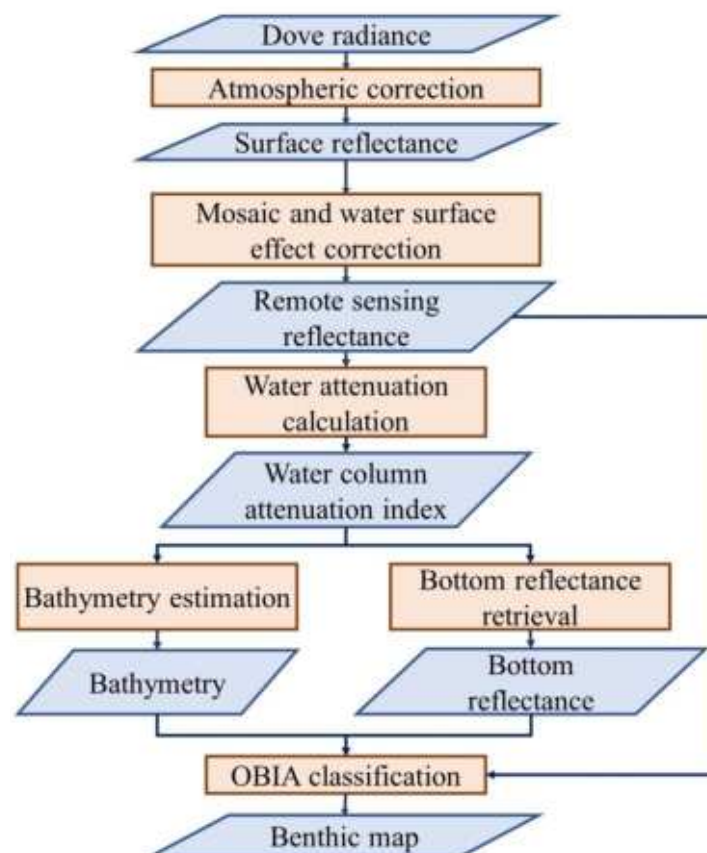 Dove radiance
Atmospheric correction
Surface reflectance
Mosaic and water surface
effect correction
Remote sensing
reflectance
Water attenuation
calculation
Water column
attenuation index
Bathymetry estimation
Bottom reflectance
retrieval
Bathymetry
Bottom
reflectance
OBIA classification
Benthic map